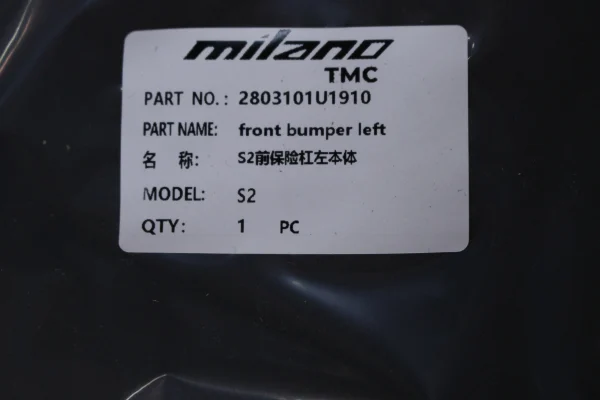 milano
TMC
PART NO.: 2803101U1910
PART NAME: front bumper left
名 称: S2前保险杠左本体
MODEL: S2
QTY: 1 PC